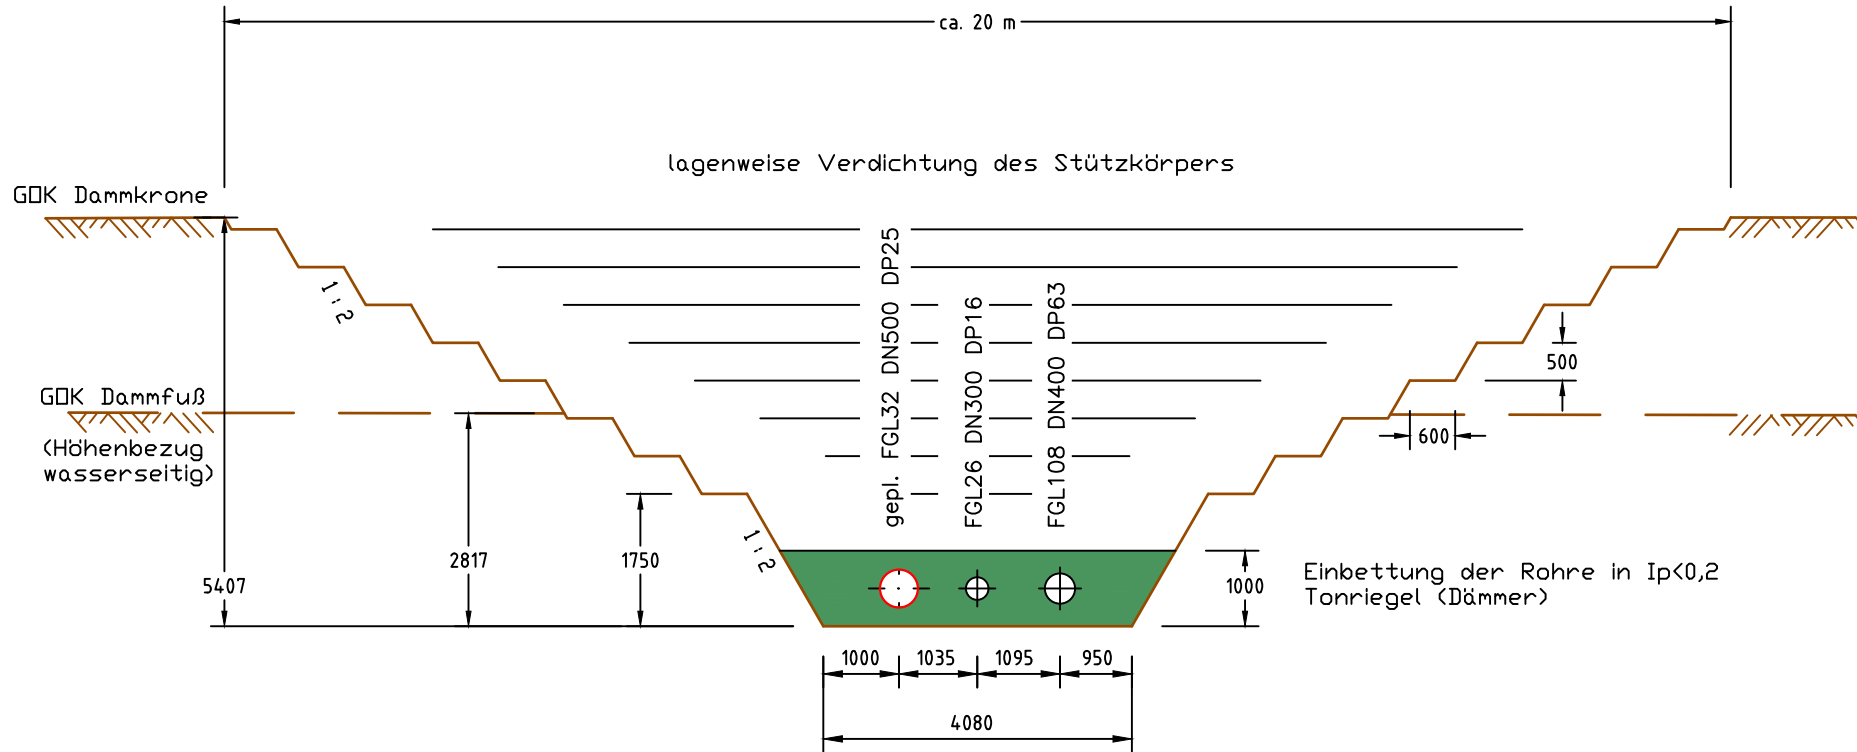 ca. 20 m
lagenweise Verdichtung des Stützkörpers
GOK Dammkrone
1:2
gepl. FGL32 DN500 DP25
FGL26 DN300 DP16
FGL108 DN400 DP63
500
GOK Dammfuß
(Höhenbezug
wasserseitig)
600
1:2
5407
2817
1750
1000
Einbettung der Rohre in Ip<0,2
Tonriegel (Dämmer)
1000
1035
1095
950
4080